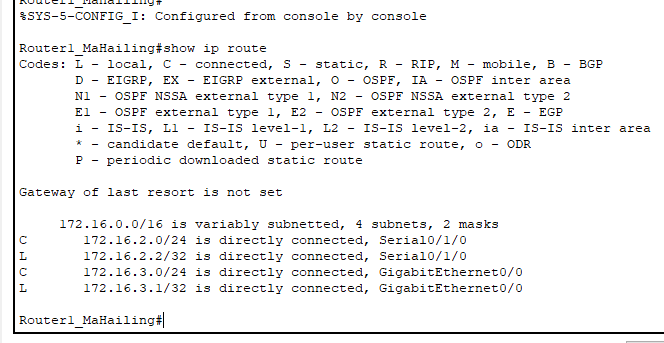 Router1_MaHailing#
%SYS-5-CONFIG_I: Configured from console by console
Router1_MaHailing#show ip route
Codes: L - local, C - connected, S - static, R - RIP, M - mobile, B - BGP
D - EIGRP, EX - EIGRP external, O - OSPF, IA - OSPF inter area
N1 - OSPF NSSA external type 1, N2 - OSPF NSSA external type 2
E1 - OSPF external type 1, E2 - OSPF external type 2, E - EGP
i - IS-IS, L1 - IS-IS level-1, L2 - IS-IS level-2, ia - IS-IS inter area
* - candidate default, U - per-user static route, o - ODR
P - periodic downloaded static route
Gateway of last resort is not set
172.16.0.0/16 is variably subnetted, 4 subnets, 2 masks
C 172.16.2.0/24 is directly connected, Serial0/1/0
L 172.16.2.2/32 is directly connected, Serial0/1/0
C 172.16.3.0/24 is directly connected, GigabitEthernet0/0
L 172.16.3.1/32 is directly connected, GigabitEthernet0/0
Router1_MaHailing#